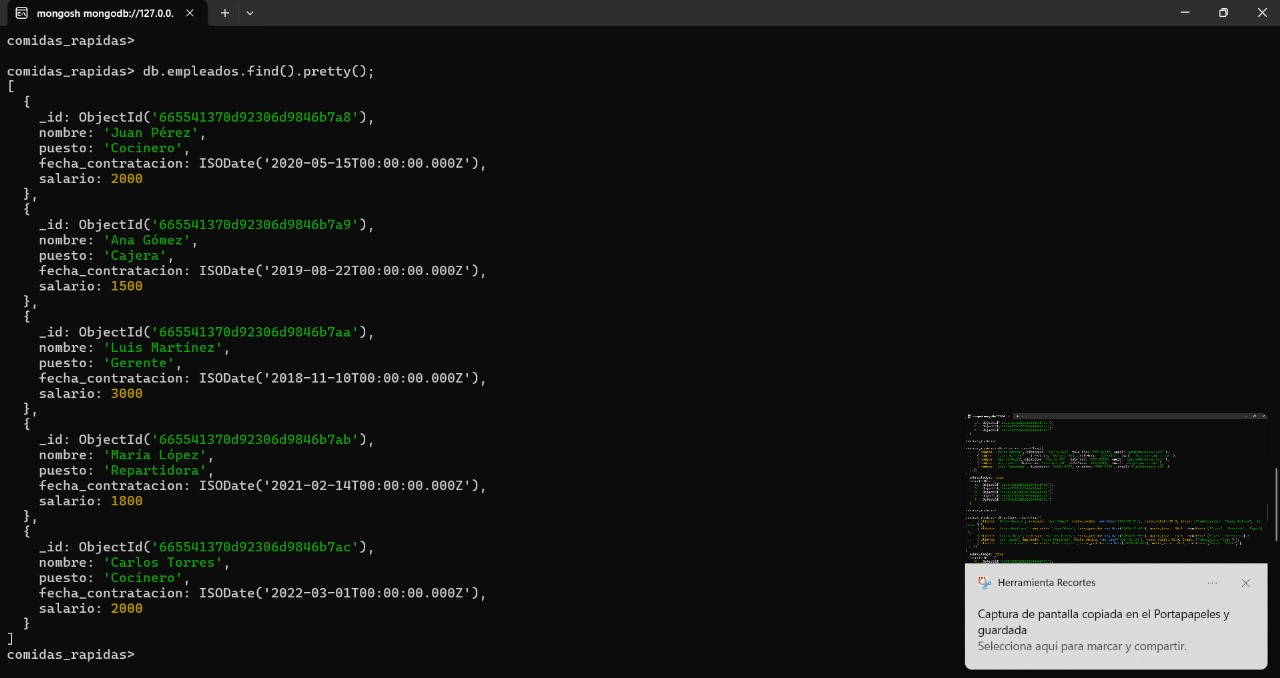 mongosh mongodb://127.0.0.
comidas_rapidas>
comidas_rapidas> db.empleados.find().pretty();
[
{
_id: ObjectId('665541370d92306d9846b7a8'),
nombre: 'Juan Pérez',
puesto: 'Cocinero',
fecha_contratacion: ISODate('2020-05-15T00:00:00.000Z'),
salario: 2000
},
{
_id: ObjectId('665541370d92306d9846b7a9'),
nombre: 'Ana Gómez',
puesto: 'Cajera',
fecha_contratacion: ISODate('2019-08-22T00:00:00.000Z'),
salario: 1500
},
{
_id: ObjectId('665541370d92306d9846b7aa'),
nombre: 'Luis Martínez',
puesto: 'Gerente',
fecha_contratacion: ISODate('2018-11-10T00:00:00.000Z'),
salario: 3000
},
{
_id: ObjectId('665541370d92306d9846b7ab'),
nombre: 'María López',
puesto: 'Repartidora',
fecha_contratacion: ISODate('2021-02-14T00:00:00.000Z'),
salario: 1800
},
{
_id: ObjectId('665541370d92306d9846b7ac'),
nombre: 'Carlos Torres',
puesto: 'Cocinero',
fecha_contratacion: ISODate('2022-03-01T00:00:00.000Z'),
salario: 2000
}
]
comidas_rapidas>
Herramienta Recortes
Captura de pantalla copiada en el Portapapeles y
guardada
Selecciona aquí para marcar y compartir.